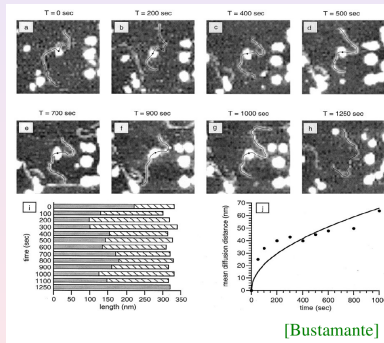 T = 0 sec
T = 200 sec
T = 400 sec
T = 500 sec
a
b
c
d
T = 700 sec
T = 900 sec
T = 1000 sec
T = 1250 sec
e
f
g
h
i
time (sec)
0
100
200
300
400
500
600
700
800
900
1000
1100
1250
0 50 100 150 200 250 300 350
length (nm)
j
mean diffusion distance (nm)
70
60
50
40
30
20
10
0
0 200 400 600 800
time (sec)
[Bustamante]